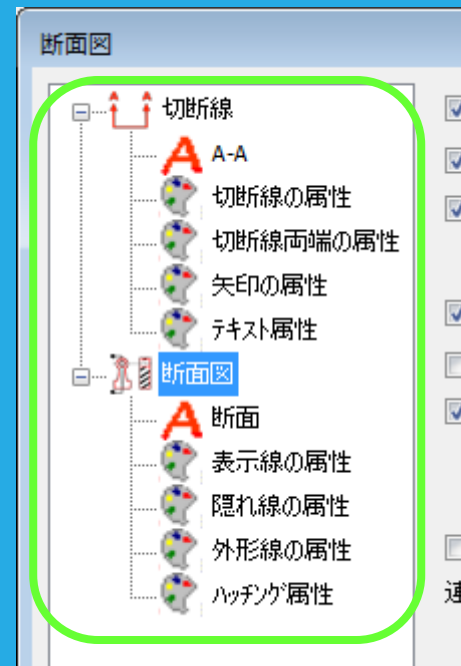 断面図
切断線
A-A
切断線の属性
切断線両端の属性
矢印の属性
テキスト属性
断面図
断面
表示線の属性
隠れ線の属性
外形線の属性
ハッチング属性
連